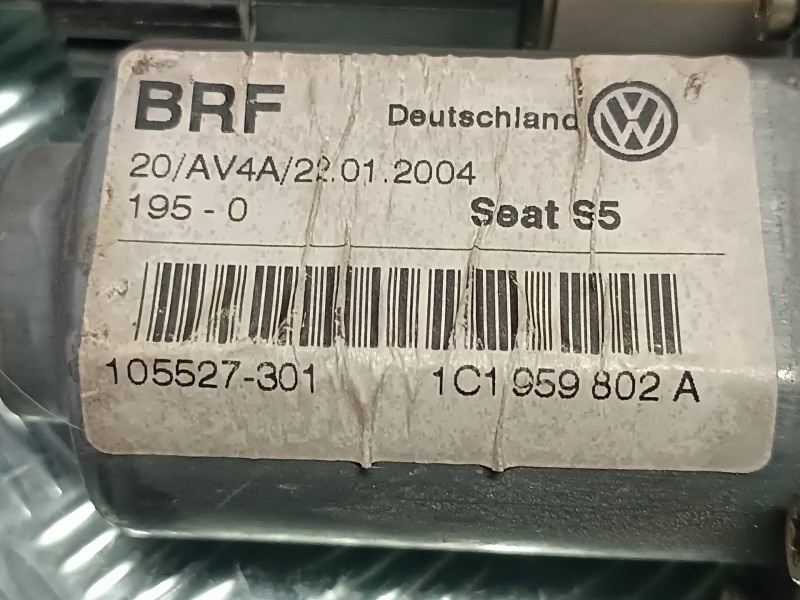 BRF Deutschland
20/AV4A/22.01.2004
195 - 0 Seat S5
105527-301 1C1 959 802 A